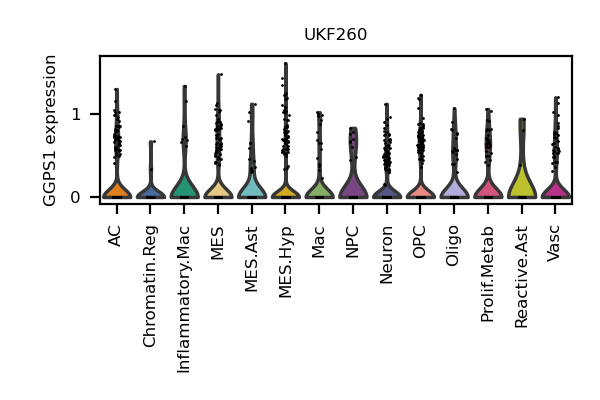 UKF260
GGPS1 expression
1
0
AC
Chromatin.Reg
Inflammatory.Mac
MES
MES.Ast
MES.Hyp
Mac
NPC
Neuron
OPC
Oligo
Prolif.Metab
Reactive.Ast
Vasc